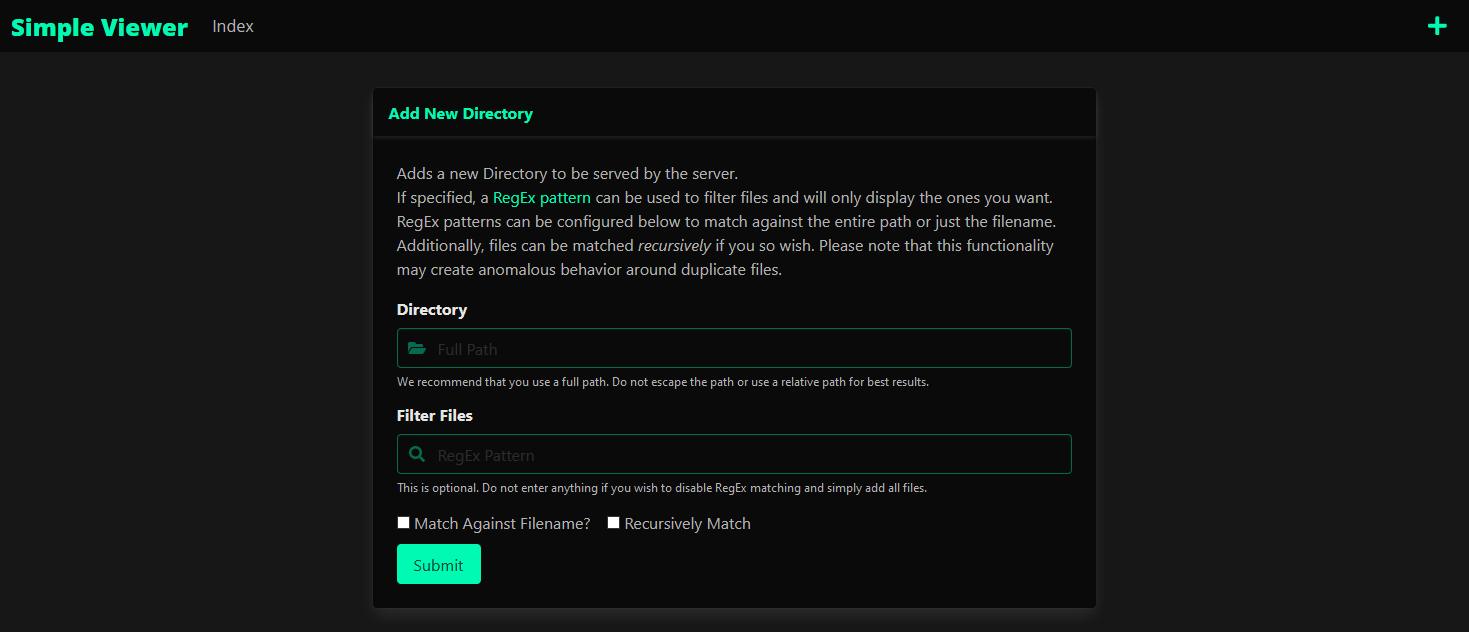 Simple Viewer Index
Add New Directory
Adds a new Directory to be served by the server.
If specified, a RegEx pattern can be used to filter files and will only display the ones you want.
RegEx patterns can be configured below to match against the entire path or just the filename.
Additionally, files can be matched recursively if you so wish. Please note that this functionality
may create anomalous behavior around duplicate files.
Directory
Full Path
We recommend that you use a full path. Do not escape the path or use a relative path for best results.
Filter Files
RegEx Pattern
This is optional. Do not enter anything if you wish to disable RegEx matching and simply add all files.
Match Against Filename? Recursively Match
Submit